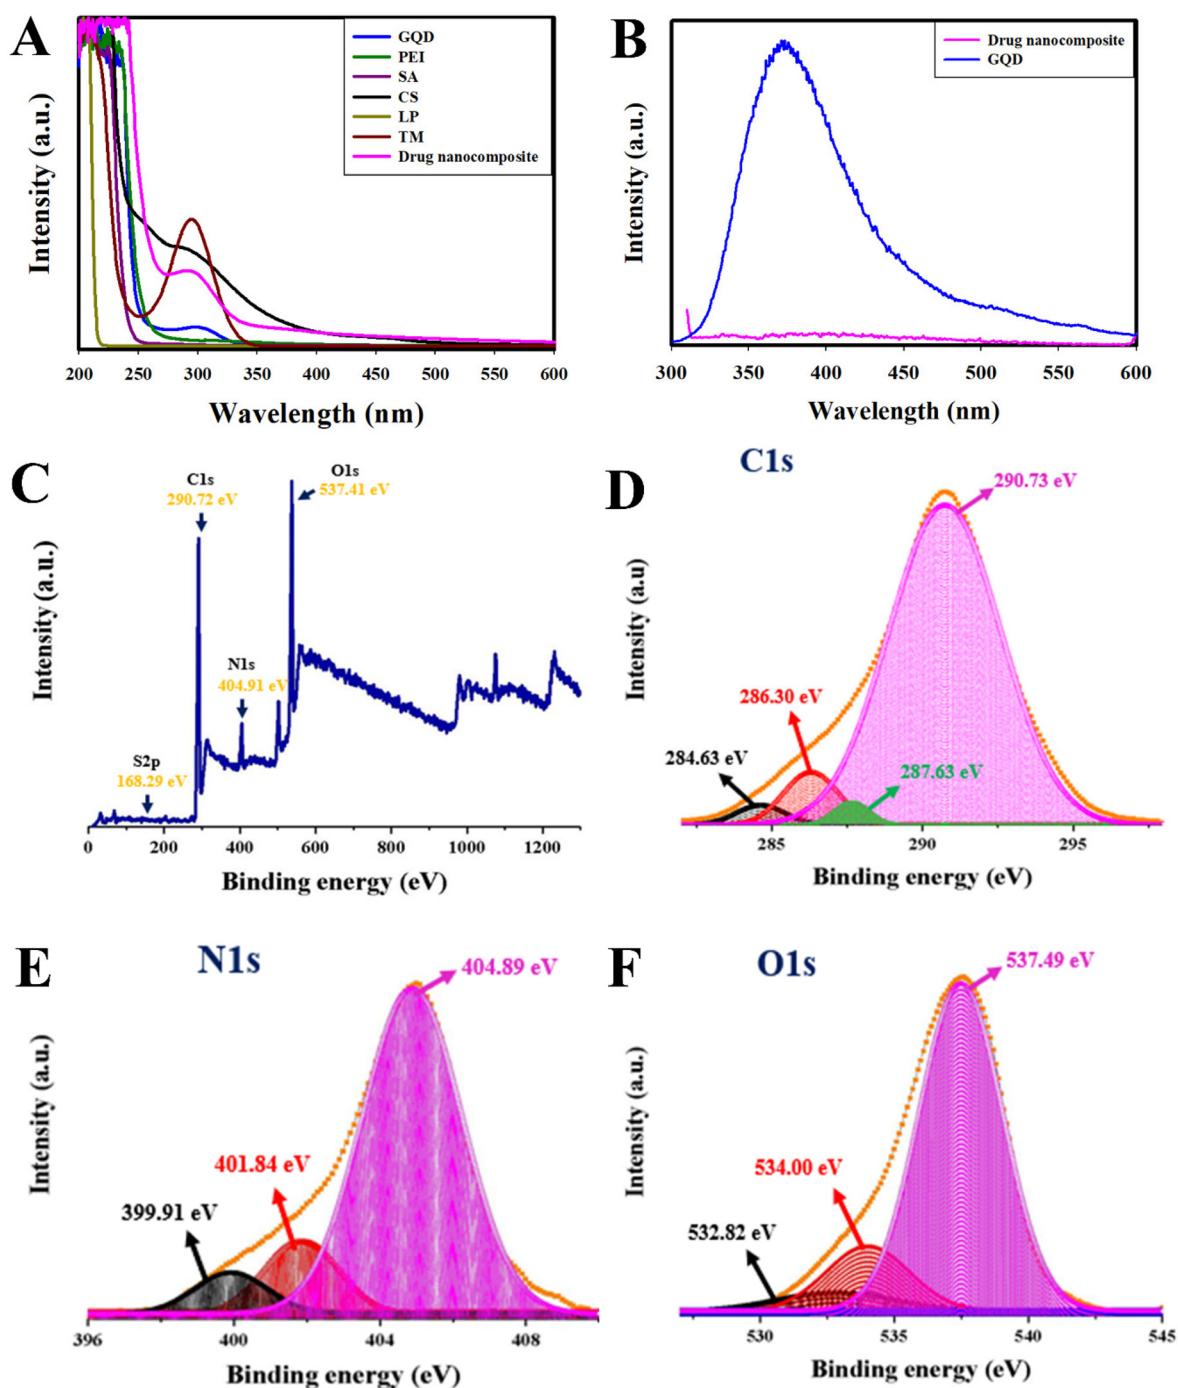 A
GQD
PEI
SA
CS
LP
TM
Drug nanocomposite
Intensity (a.u.)
200 250 300 350 400 450 500 550 600
Wavelength (nm)
B
Drug nanocomposite
GQD
Intensity (a.u.)
300 350 400 450 500 550 600
Wavelength (nm)
C
C1s
290.72 eV
O1s
537.41 eV
N1s
404.91 eV
S2p
168.29 eV
Intensity (a.u.)
0 200 400 600 800 1000 1200
Binding energy (eV)
D
C1s
290.73 eV
286.30 eV
284.63 eV
287.63 eV
Intensity (a.u)
285 290 295
Binding energy (eV)
E
N1s
404.89 eV
401.84 eV
399.91 eV
Intensity (a.u.)
396 400 404 408
Binding energy (eV)
F
O1s
537.49 eV
534.00 eV
532.82 eV
Intensity (a.u.)
530 535 540 545
Binding energy (eV)